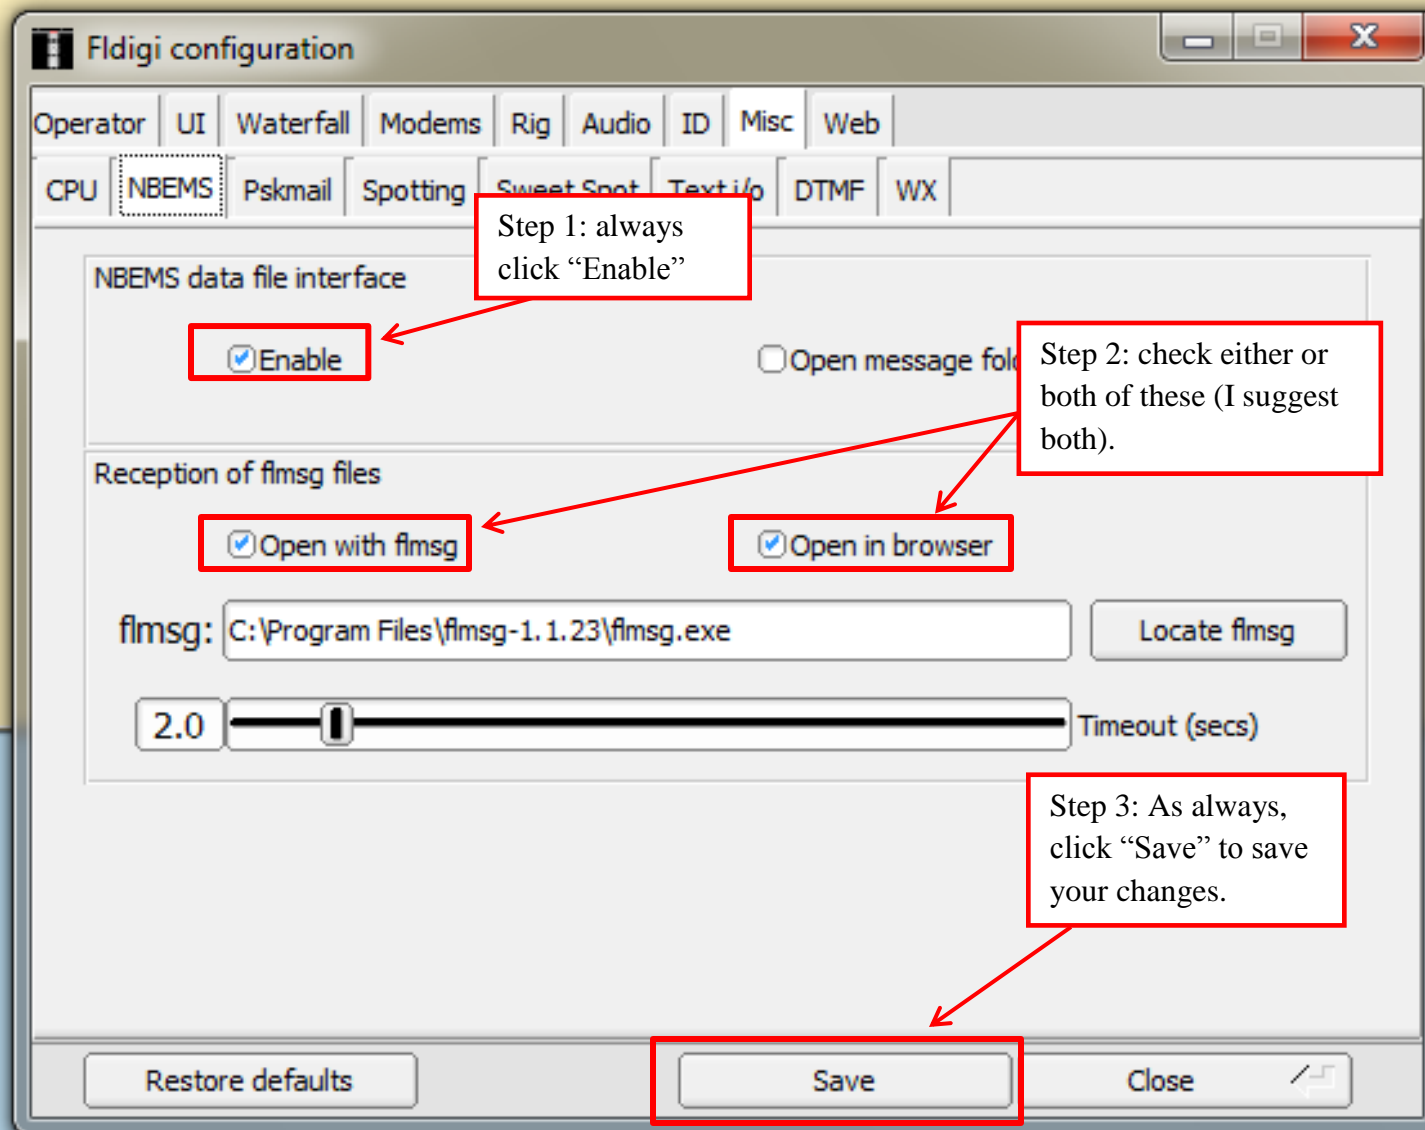 Fldigi configuration
Operator UI Waterfall Modems Rig Audio ID Misc Web
CPU NBEMS Pskmail Spotting Sweet Spot Text i/o DTMF WX
Step 1: always
click “Enable”
NBEMS data file interface
Enable
Open message
Step 2: check either or
both of these (I suggest
both).
Reception of flmsg files
Open with flmsg
Open in browser
flmsg: C:\Program Files\flmsg-1.1.23\flmsg.exe Locate flmsg
2.0 Timeout (secs)
Step 3: As always,
click “Save” to save
your changes.
Restore defaults Save Close